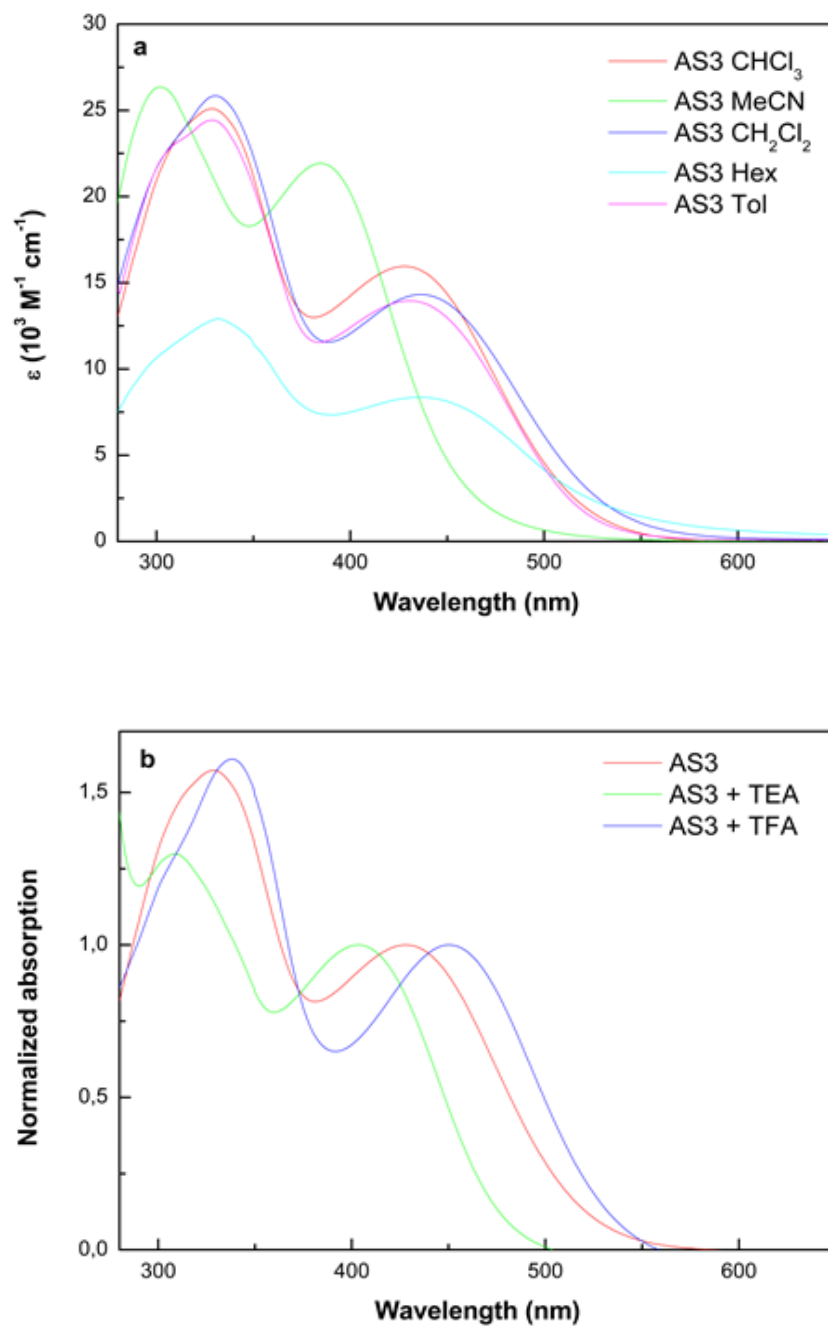 a
30
25
20
15
10
5
0
ε (10³ M⁻¹ cm⁻¹)
AS3 CHCl₃
AS3 MeCN
AS3 CH₂Cl₂
AS3 Hex
AS3 Tol
300 400 500 600
Wavelength (nm)
b
1,5
1,0
0,5
0,0
Normalized absorption
AS3
AS3 + TEA
AS3 + TFA
300 400 500 600
Wavelength (nm)